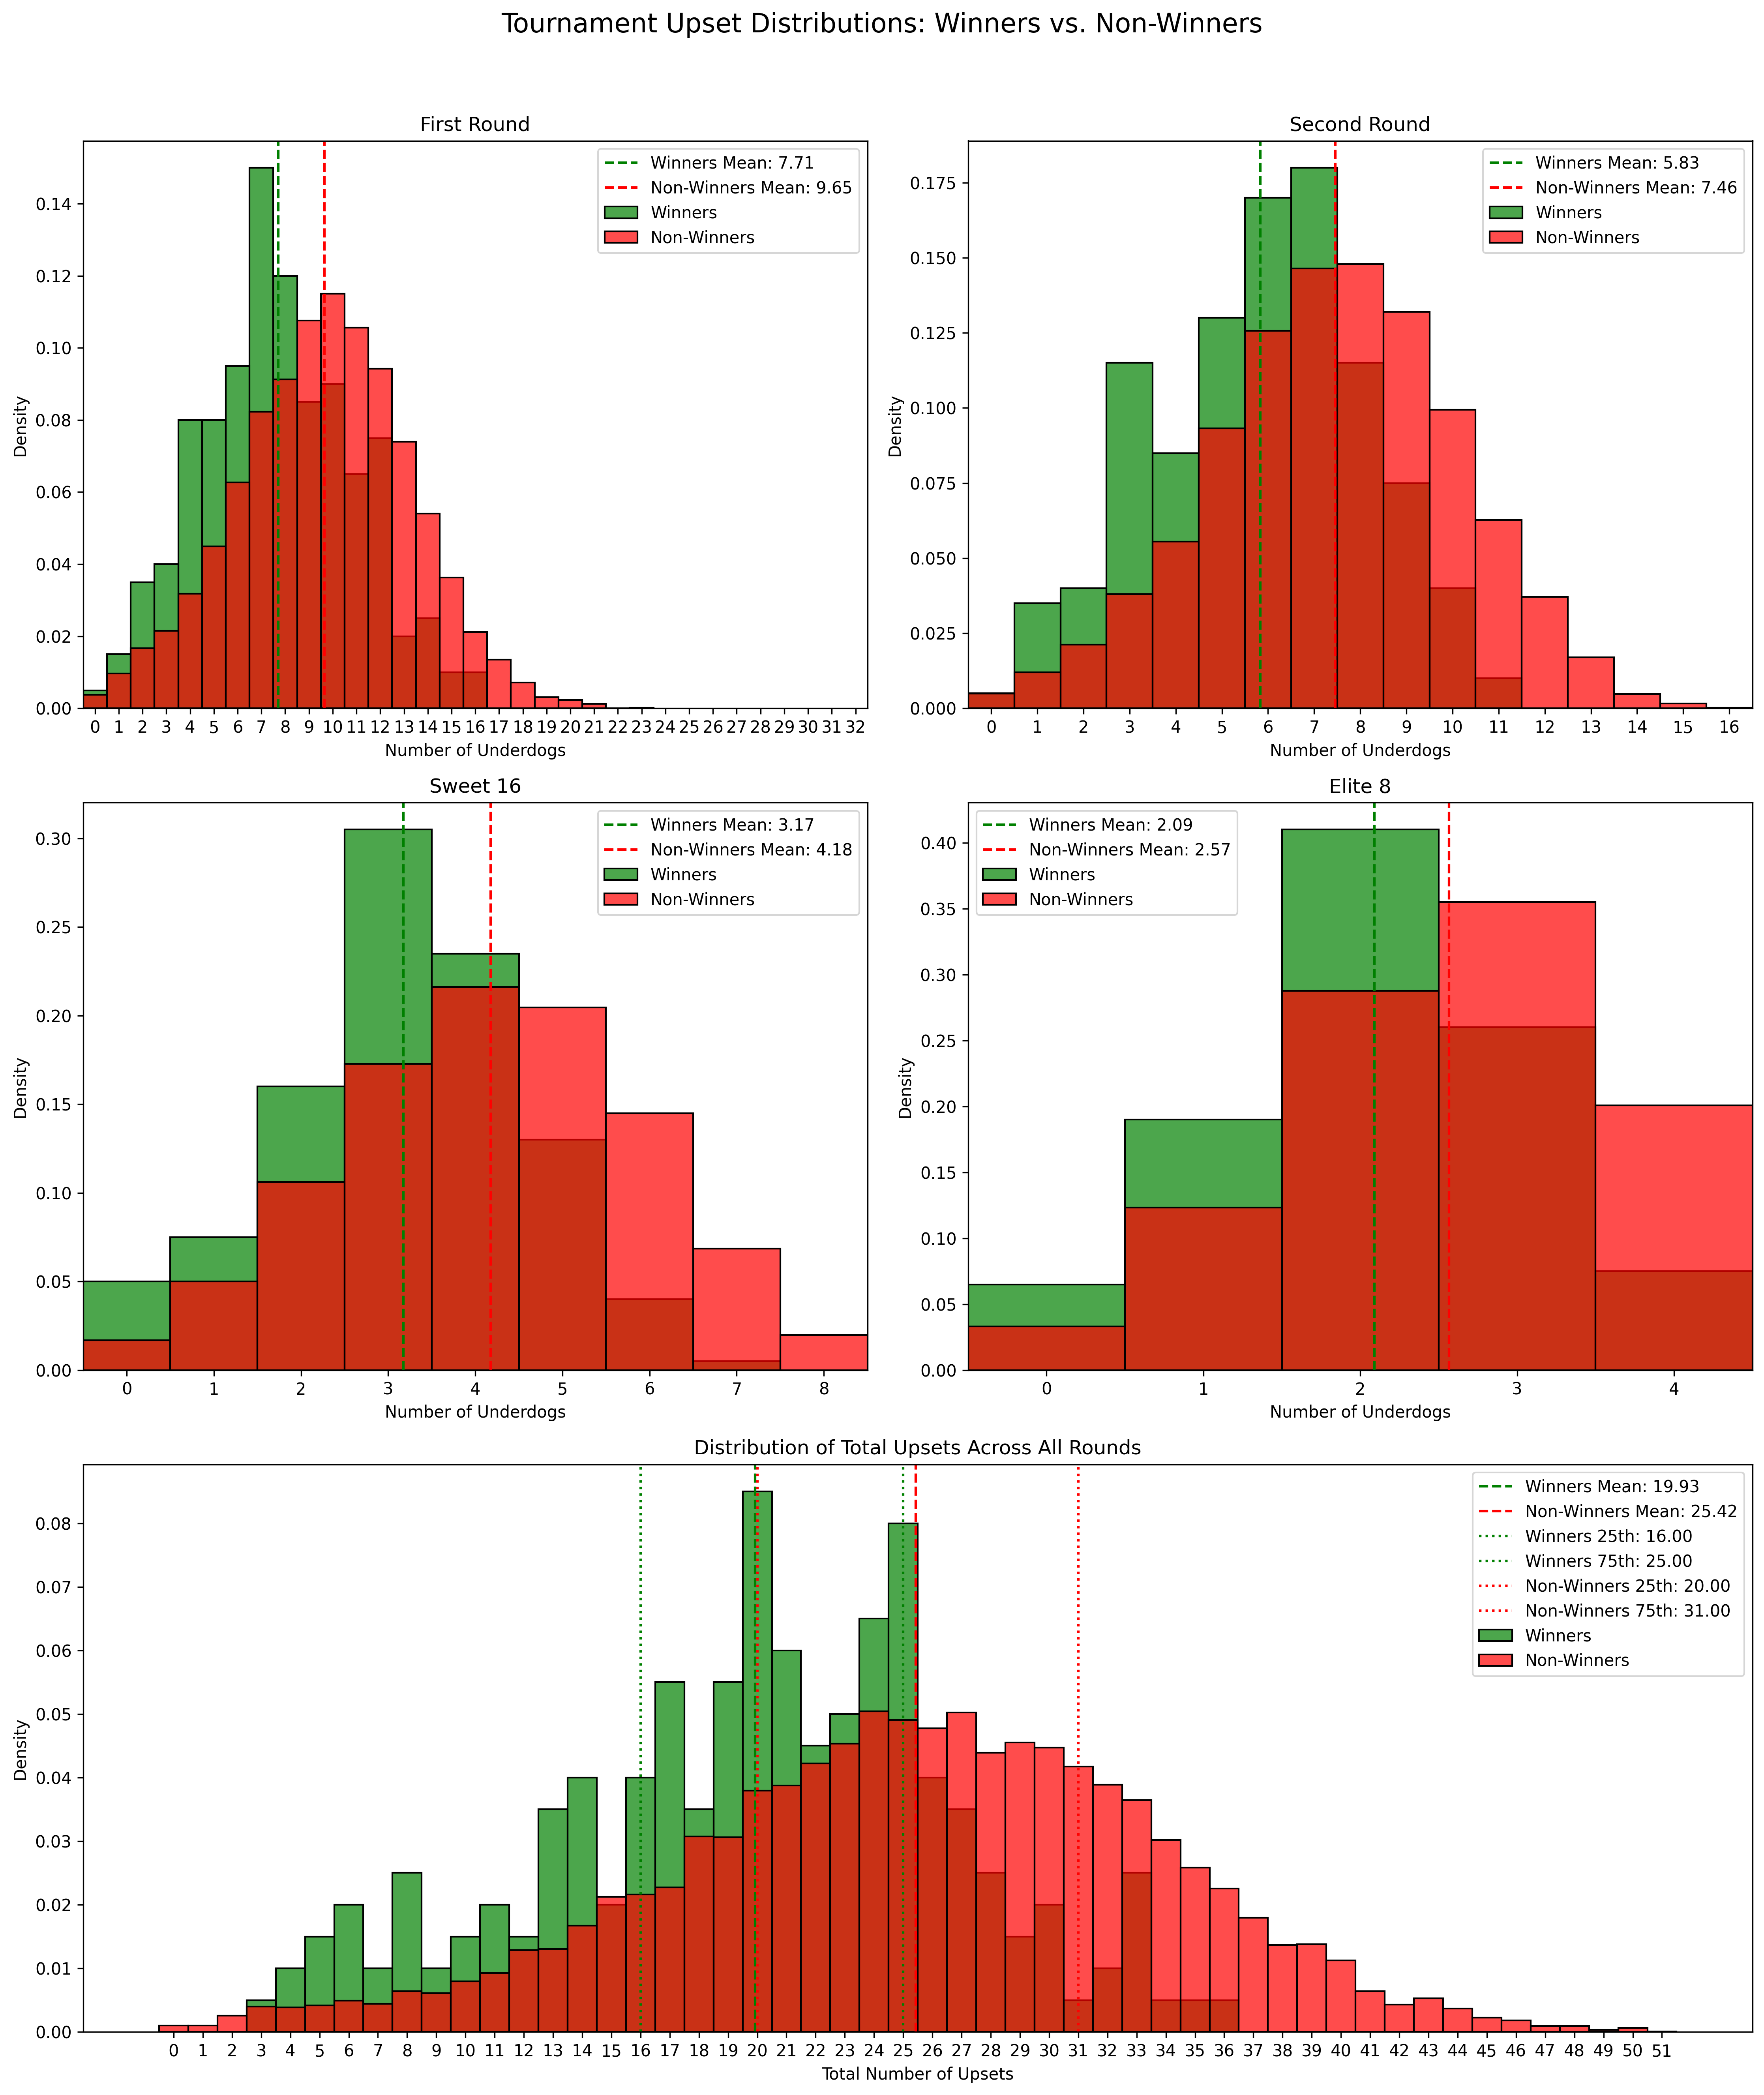 Tournament Upset Distributions: Winners vs. Non-Winners
First Round
Winners Mean: 7.71
Non-Winners Mean: 9.65
Winners
Non-Winners
Density
0.14
0.12
0.10
0.08
0.06
0.04
0.02
0.00
0 1 2 3 4 5 6 7 8 9 10 11 12 13 14 15 16 17 18 19 20 21 22 23 24 25 26 27 28 29 30 31 32
Number of Underdogs
Second Round
Winners Mean: 5.83
Non-Winners Mean: 7.46
Winners
Non-Winners
Density
0.175
0.150
0.125
0.100
0.075
0.050
0.025
0.000
0 1 2 3 4 5 6 7 8 9 10 11 12 13 14 15 16
Number of Underdogs
Sweet 16
Winners Mean: 3.17
Non-Winners Mean: 4.18
Winners
Non-Winners
Density
0.30
0.25
0.20
0.15
0.10
0.05
0.00
0 1 2 3 4 5 6 7 8
Number of Underdogs
Elite 8
Winners Mean: 2.09
Non-Winners Mean: 2.57
Winners
Non-Winners
Density
0.40
0.35
0.30
0.25
0.20
0.15
0.10
0.05
0.00
0 1 2 3 4
Number of Underdogs
Distribution of Total Upsets Across All Rounds
Winners Mean: 19.93
Non-Winners Mean: 25.42
Winners 25th: 16.00
Winners 75th: 25.00
Non-Winners 25th: 20.00
Non-Winners 75th: 31.00
Winners
Non-Winners
Density
0.08
0.07
0.06
0.05
0.04
0.03
0.02
0.01
0.00
0 1 2 3 4 5 6 7 8 9 10 11 12 13 14 15 16 17 18 19 20 21 22 23 24 25 26 27 28 29 30 31 32 33 34 35 36 37 38 39 40 41 42 43 44 45 46 47 48 49 50 51
Total Number of Upsets